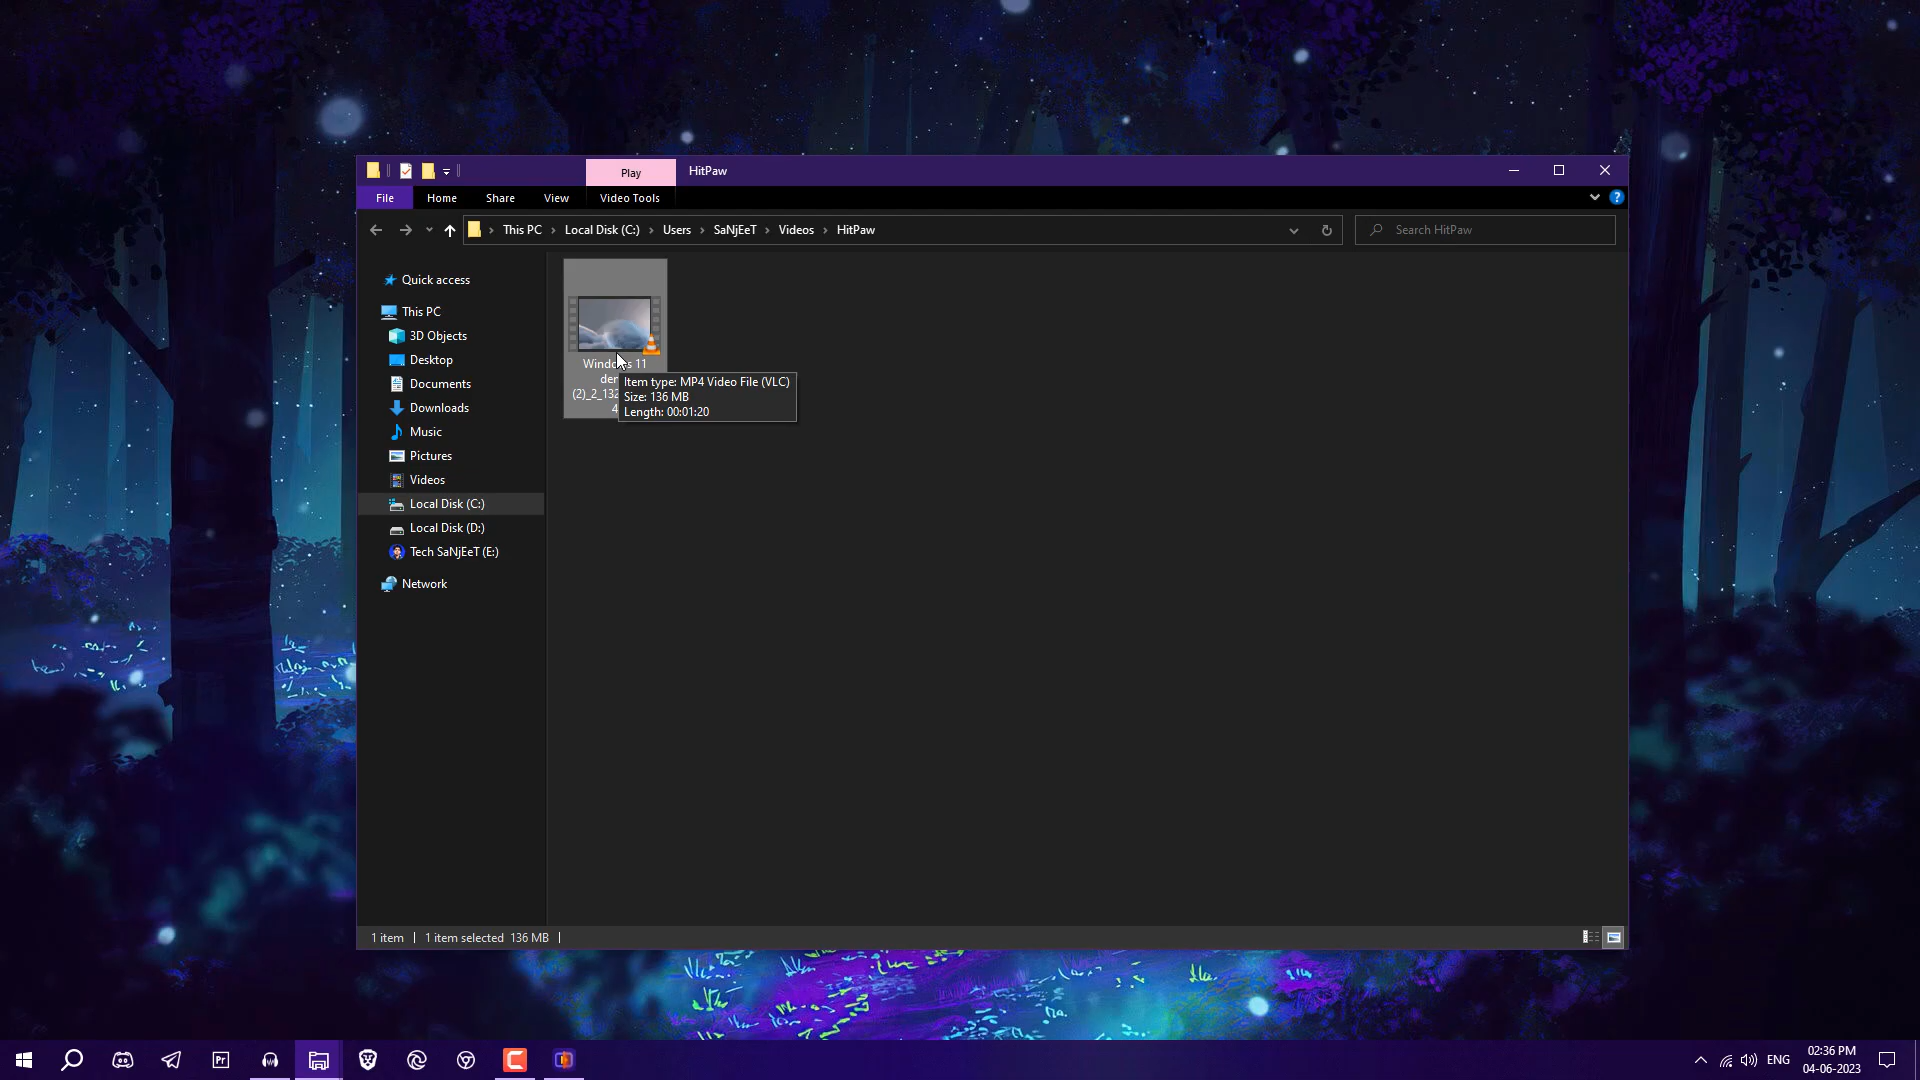 Play
HitPaw
File
Home
Share
View
Video Tools
This PC
Local Disk (C:)
Users
SaNjEeT
Videos
HitPaw
Search HitPaw
Quick access
This PC
3D Objects
Desktop
Documents
Downloads
Music
Pictures
Videos
Local Disk (C:)
Local Disk (D:)
Tech SaNjEeT (E:)
Network
Windows 11
(2)_2_132
Item type: MP4 Video File (VLC)
Size: 136 MB
Length: 00:01:20
1 item
1 item selected 136 MB
Pr
ENG
02:36 PM
04-06-2023